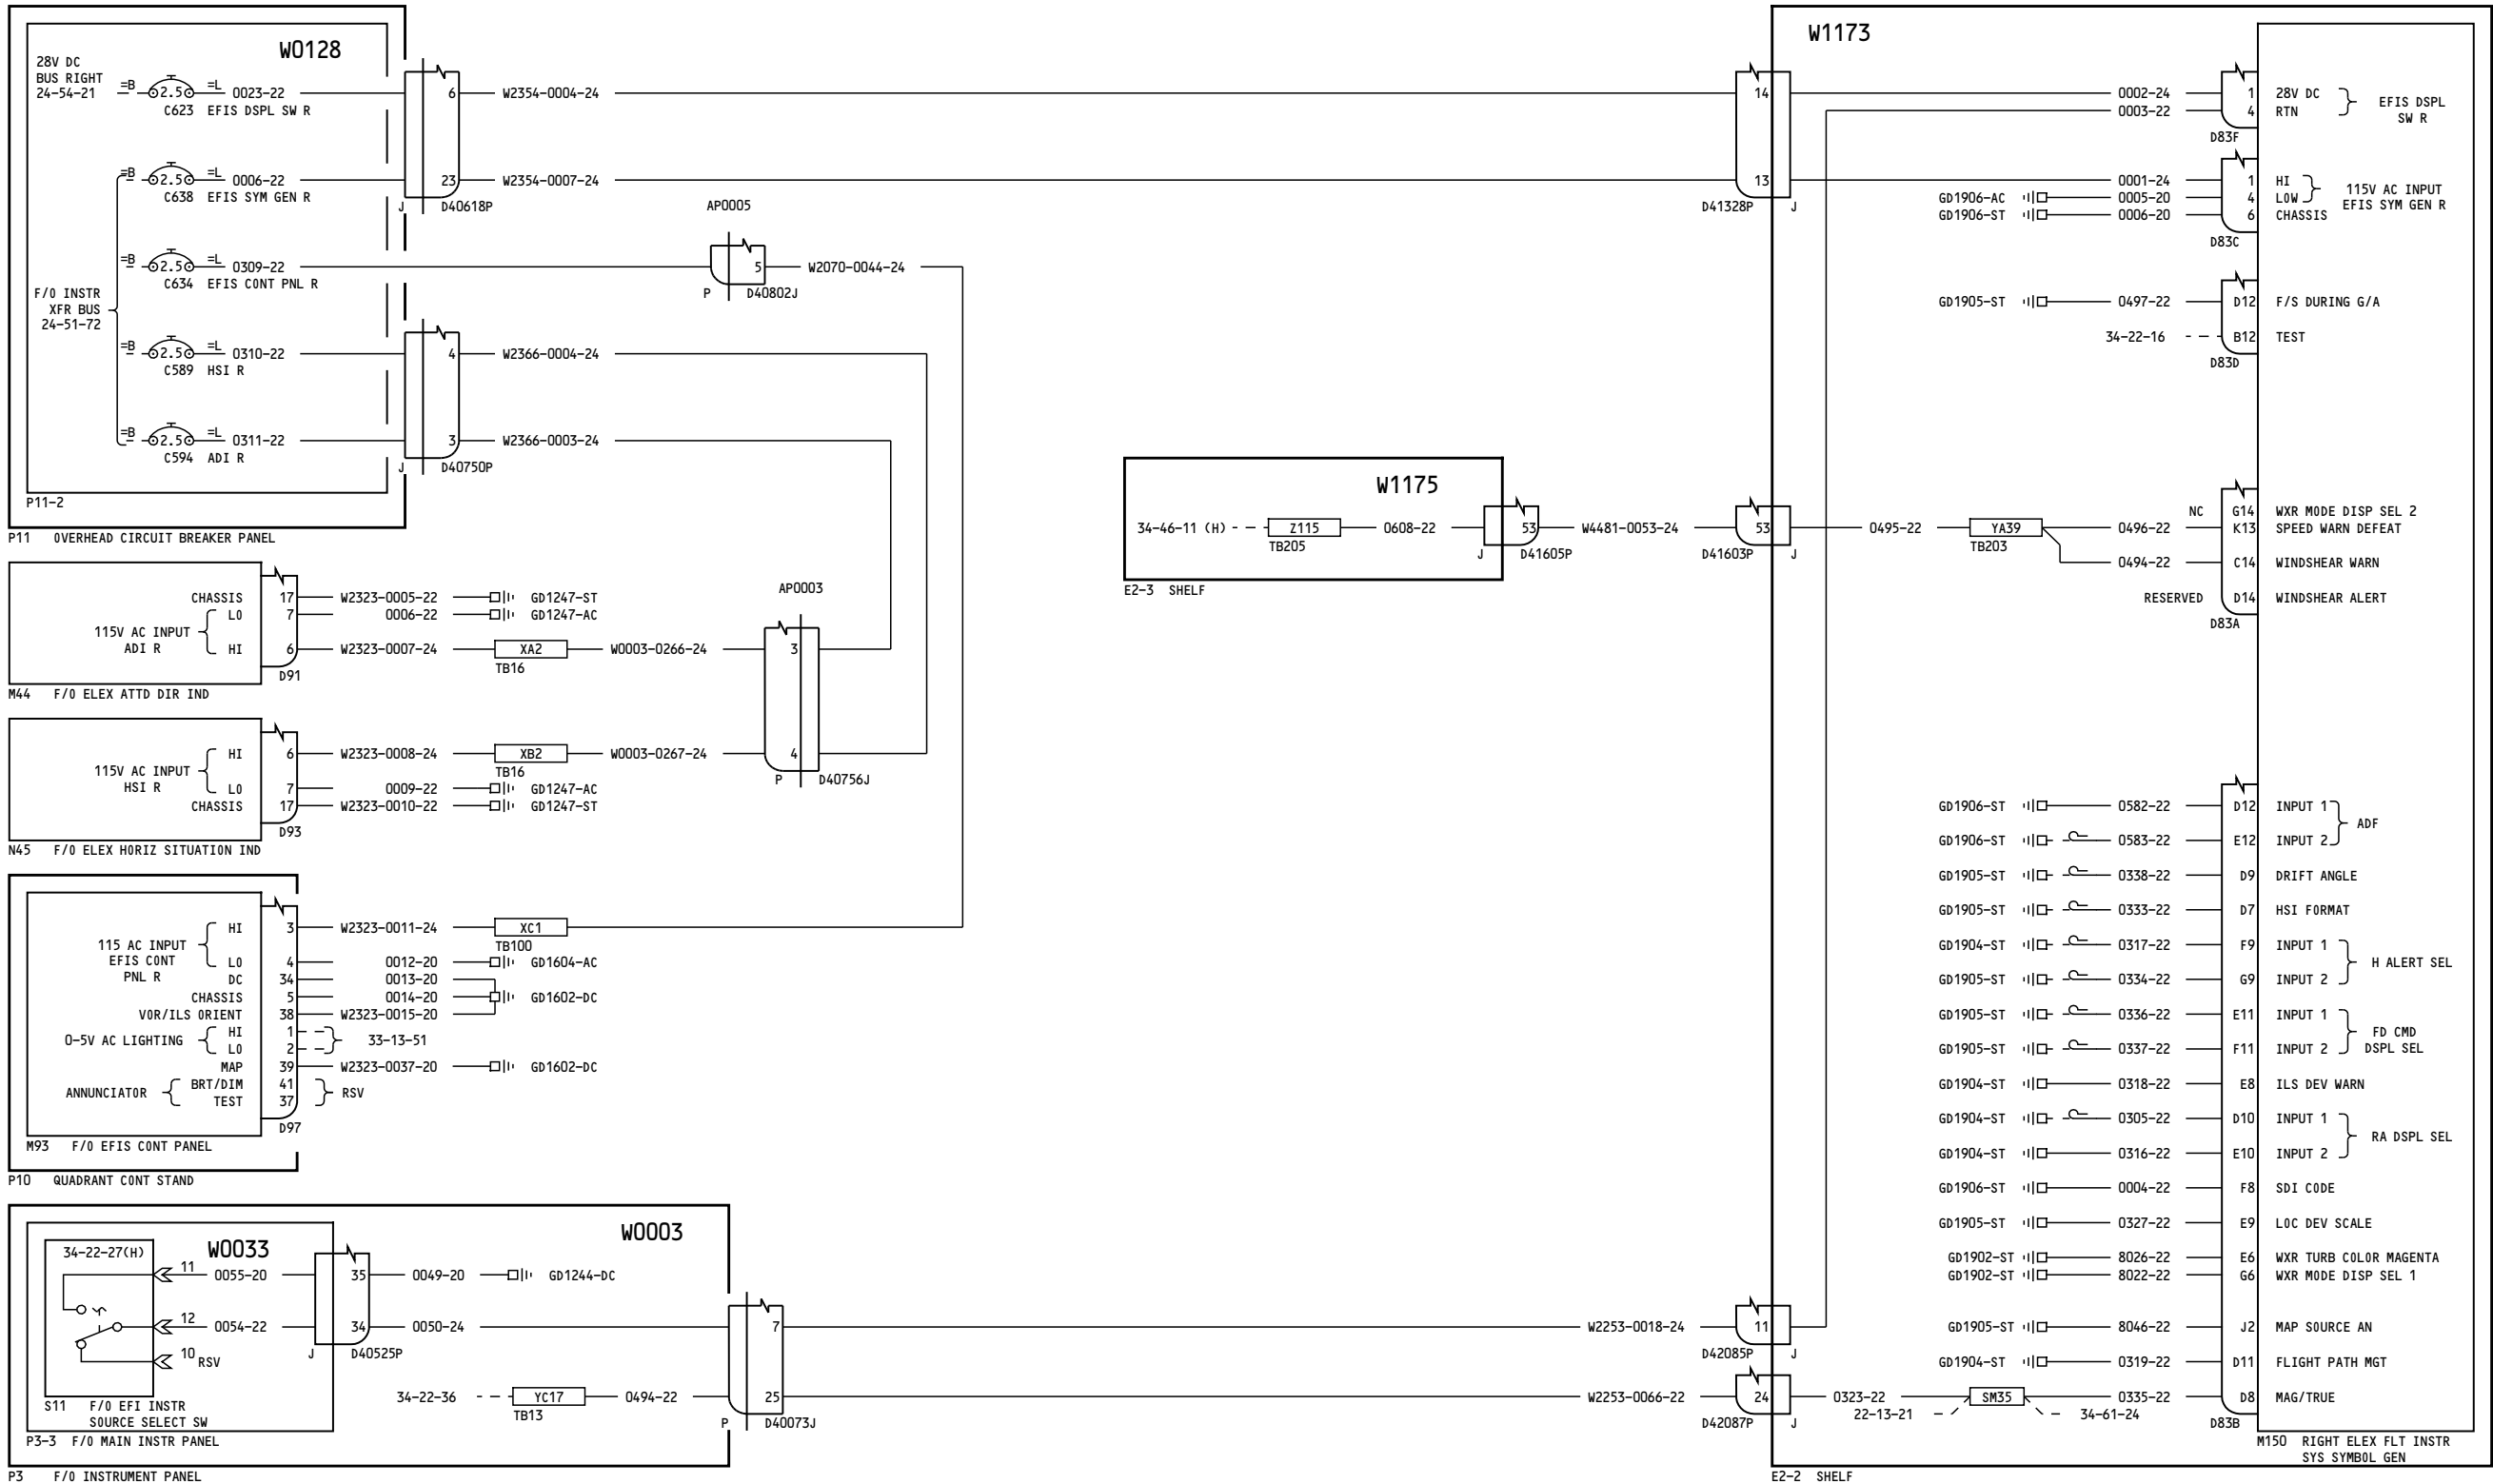 W0128
28V DC
BUS RIGHT
24-54-21
=B 2.5 =L 0023-22
C623 EFIS DSPL SW R
=B 2.5 =L 0006-22
C638 EFIS SYM GEN R
=B 2.5 =L 0309-22
C634 EFIS CONT PNL R
F/O INSTR
XFR BUS
24-51-72
=B 2.5 =L 0310-22
C589 HSI R
=B 2.5 =L 0311-22
C594 ADI R
P11-2
P11 OVERHEAD CIRCUIT BREAKER PANEL
6 W2354-0004-24
23 W2354-0007-24
J D40618P
AP0005
5 W2070-0044-24
P D40802J
4 W2366-0004-24
3 W2366-0003-24
J D40750P
CHASSIS 17 W2323-0005-22 GD1247-ST
LO 7 0006-22 GD1247-AC
115V AC INPUT
ADI R
HI 6 W2323-0007-24 XA2 W0003-0266-24 3
TB16
D91
M44 F/O ELEX ATTD DIR IND
AP0003
HI 6 W2323-0008-24 XB2 W0003-0267-24 4
TB16
115V AC INPUT
HSI R
P D40756J
LO 7 0009-22 GD1247-AC
CHASSIS 17 W2323-0010-22 GD1247-ST
D93
N45 F/O ELEX HORIZ SITUATION IND
HI 3 W2323-0011-24 XC1
TB100
115 AC INPUT
EFIS CONT
PNL R
LO 4 0012-20 GD1604-AC
DC 34 0013-20
CHASSIS 5 0014-20 GD1602-DC
VOR/ILS ORIENT 38 W2323-0015-20
0-5V AC LIGHTING HI 1 33-13-51
LO 2
MAP 39 W2323-0037-20 GD1602-DC
ANNUNCIATOR BRT/DIM 41 RSV
TEST 37
D97
M93 F/O EFIS CONT PANEL
P10 QUADRANT CONT STAND
W0003
W0033
34-22-27(H)
11 0055-20 35 0049-20 GD1244-DC
12 0054-22 34 0050-24 7 W2253-0018-24 11
10 RSV
J D40525P
D42085P J
34-22-36 YC17 0494-22 25 W2253-0066-22 24
TB13
P D40073J
D42087P J
S11 F/O EFI INSTR
SOURCE SELECT SW
P3-3 F/O MAIN INSTR PANEL
P3 F/O INSTRUMENT PANEL
W1175
34-46-11 (H) Z115 0608-22 53 W4481-0053-24 53
TB205
J D41605P
D41603P J
E2-3 SHELF
W1173
14
13
D41328P J
0002-24 1 28V DC
0003-22 4 RTN
EFIS DSPL
SW R
D83F
0001-24 1 HI
GD1906-AC 0005-20 4 LOW
GD1906-ST 0006-20 6 CHASSIS
115V AC INPUT
EFIS SYM GEN R
D83C
GD1905-ST 0497-22 D12 F/S DURING G/A
34-22-16 B12 TEST
D83D
NC G14 WXR MODE DISP SEL 2
0495-22 YA39 0496-22 K13 SPEED WARN DEFEAT
TB203
0494-22 C14 WINDSHEAR WARN
RESERVED D14 WINDSHEAR ALERT
D83A
GD1906-ST 0582-22 D12 INPUT 1
ADF
GD1906-ST 0583-22 E12 INPUT 2
GD1905-ST 0338-22 D9 DRIFT ANGLE
GD1905-ST 0333-22 D7 HSI FORMAT
GD1904-ST 0317-22 F9 INPUT 1
H ALERT SEL
GD1905-ST 0334-22 G9 INPUT 2
GD1905-ST 0336-22 E11 INPUT 1
FD CMD
DSPL SEL
GD1905-ST 0337-22 F11 INPUT 2
GD1904-ST 0318-22 E8 ILS DEV WARN
GD1904-ST 0305-22 D10 INPUT 1
RA DSPL SEL
GD1904-ST 0316-22 E10 INPUT 2
GD1906-ST 0004-22 F8 SDI CODE
GD1905-ST 0327-22 E9 LOC DEV SCALE
GD1902-ST 8026-22 E6 WXR TURB COLOR MAGENTA
GD1902-ST 8022-22 G6 WXR MODE DISP SEL 1
GD1905-ST 8046-22 J2 MAP SOURCE AN
GD1904-ST 0319-22 D11 FLIGHT PATH MGT
0323-22 SM35 0335-22 D8 MAG/TRUE
22-13-21 34-61-24
D83B
M150 RIGHT ELEX FLT INSTR
SYS SYMBOL GEN
E2-2 SHELF